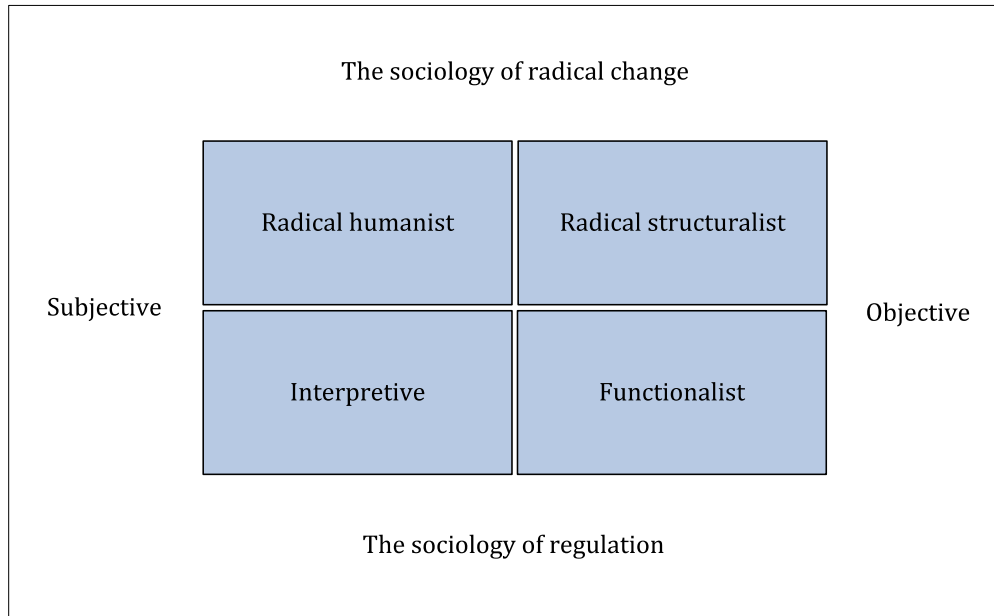 The sociology of radical change
Radical humanist
Radical structuralist
Subjective
Objective
Interpretive
Functionalist
The sociology of regulation